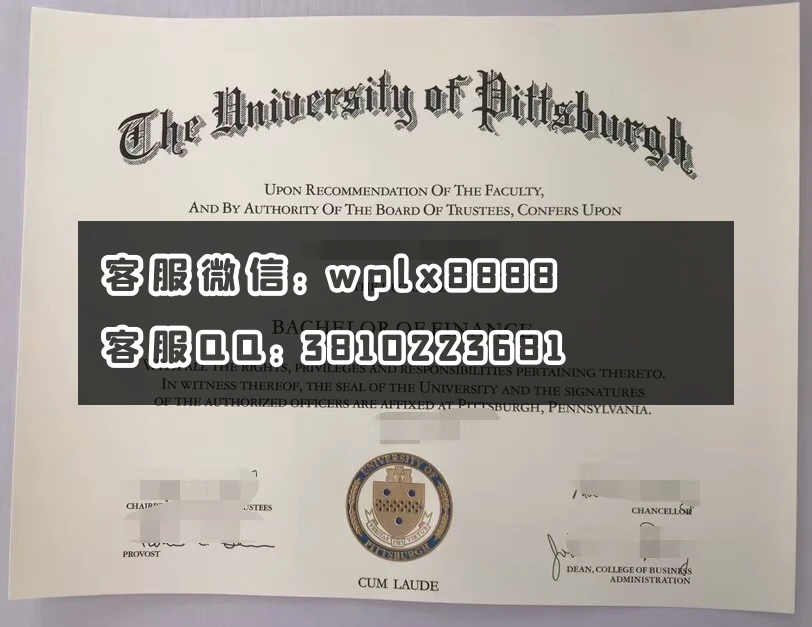 The University of Pittsburgh
UPON RECOMMENDATION OF THE FACULTY,
AND BY AUTHORITY OF THE BOARD OF TRUSTEES, CONFERS UPON
客服微信: wplx8888
BACHELOR OF FINANCE
客服QQ: 3810223681
ALL THE RIGHTS, PRIVILEGES AND RESPONSIBILITIES PERTAINING THERETO.
IN WITNESS THEREOF, THE SEAL OF THE UNIVERSITY AND THE SIGNATURES
OF THE AUTHORIZED OFFICERS ARE AFFIXED AT PITTSBURGH, PENNSYLVANIA.
CHANCELLOR
PROVOST
UNIVERSITY OF
PITTSBURGH
DEAN, COLLEGE OF BUSINESS
ADMINISTRATION
CUM LAUDE